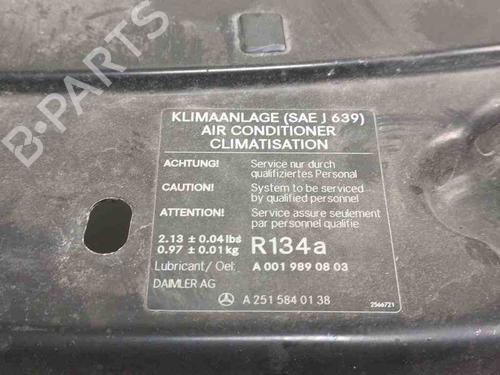 KLIMAANLAGE (SAE J 639)
AIR CONDITIONER
CLIMATISATION
ACHTUNG! Service nur durch
qualifiziertes Personal
CAUTION! System to be serviced
by qualified personnel
ATTENTION! Service assure seulement
par personnel qualifie
2.13 ± 0.04 lbs
0.97 ± 0.01 kg R134a
Lubricant/ Oel: A 001 989 08 03
DAIMLER AG
A 251 584 01 38 2566721
B-PARTS